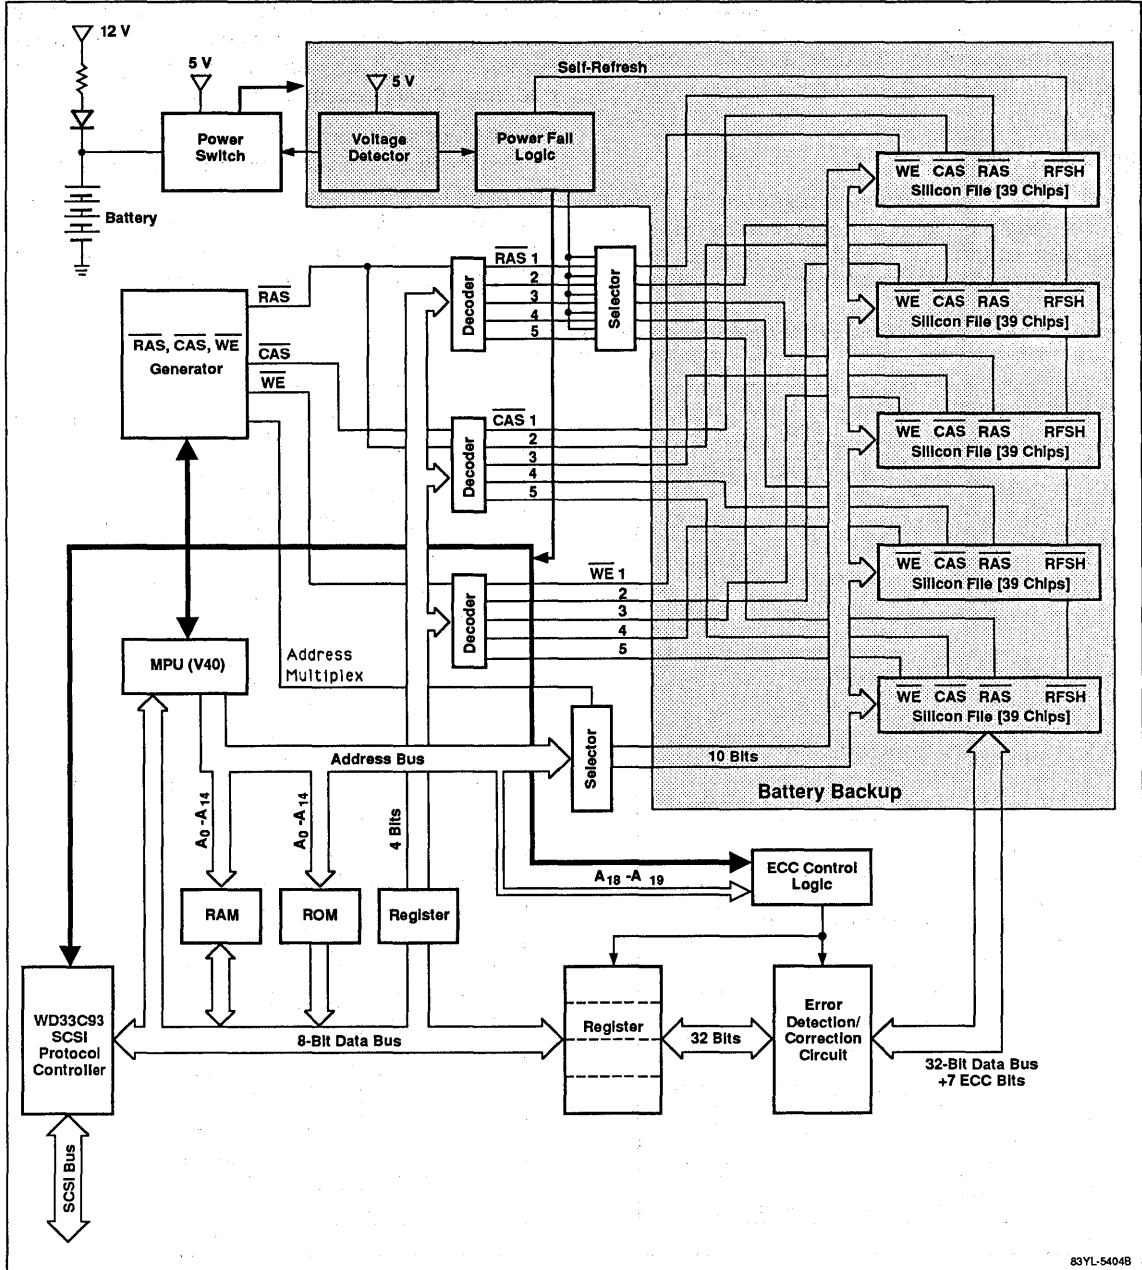 12 V
5 V
Power
Switch
Battery
Self-Refresh
5 V
Voltage
Detector
Power Fail
Logic
WE CAS RAS RFSH
Silicon File [39 Chips]
WE CAS RAS RFSH
Silicon File [39 Chips]
WE CAS RAS RFSH
Silicon File [39 Chips]
WE CAS RAS RFSH
Silicon File [39 Chips]
WE CAS RAS RFSH
Silicon File [39 Chips]
RAS, CAS, WE
Generator
RAS
CAS
WE
Decoder
RAS 1
2
3
4
5
Selector
Decoder
CAS 1
2
3
4
5
Decoder
WE 1
2
3
4
5
MPU (V40)
Address
Multiplex
Address Bus
Selector
10 Bits
Battery Backup
A0 -A14
A0 -A14
4 Bits
A18 -A 19
ECC Control
Logic
RAM
ROM
Register
WD33C93
SCSI
Protocol
Controller
8-Bit Data Bus
Register
32 Bits
Error
Detection/
Correction
Circuit
32-Bit Data Bus
+7 ECC Bits
SCSI Bus
83YL-5404B